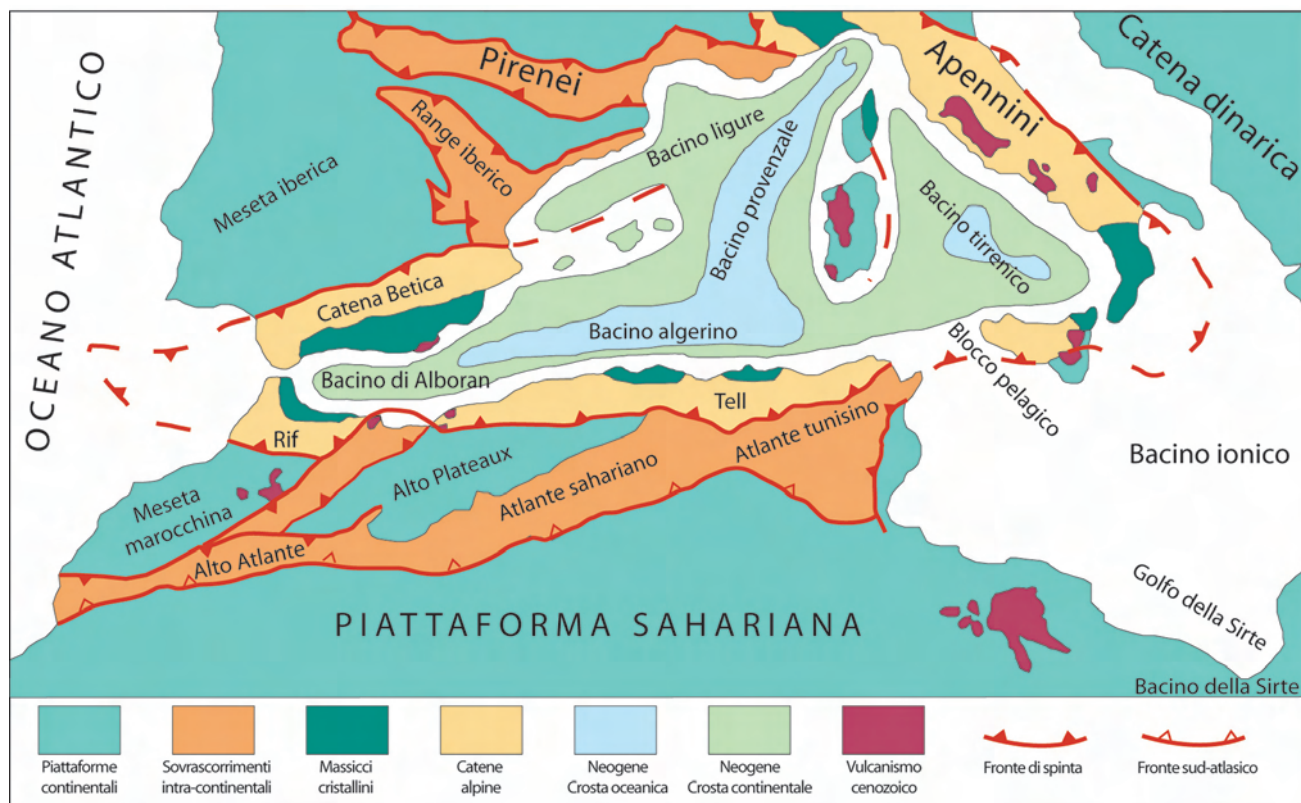 OCEANO ATLANTICO
Pirenei
Range iberico
Meseta iberica
Bacino ligure
Bacino provenzale
Apennini
Catena dinarica
Bacino tirrenico
Catena Betica
Bacino algerino
Bacino di Alboran
Blocco pelagico
Rif
Tell
Bacino ionico
Meseta
marocchina
Alto Plateaux
Atlante sahariano
Atlante tunisino
Alto Atlante
PIATTAFORMA SAHARIANA
Golfo della Sirte
Bacino della Sirte
Piattaforme
continentali
Sovrascorrimenti
intra-continentali
Massicci
cristallini
Catene
alpine
Neogene
Crosta oceanica
Neogene
Crosta continentale
Vulcanismo
cenozoico
Fronte di spinta
Fronte sud-atlasico